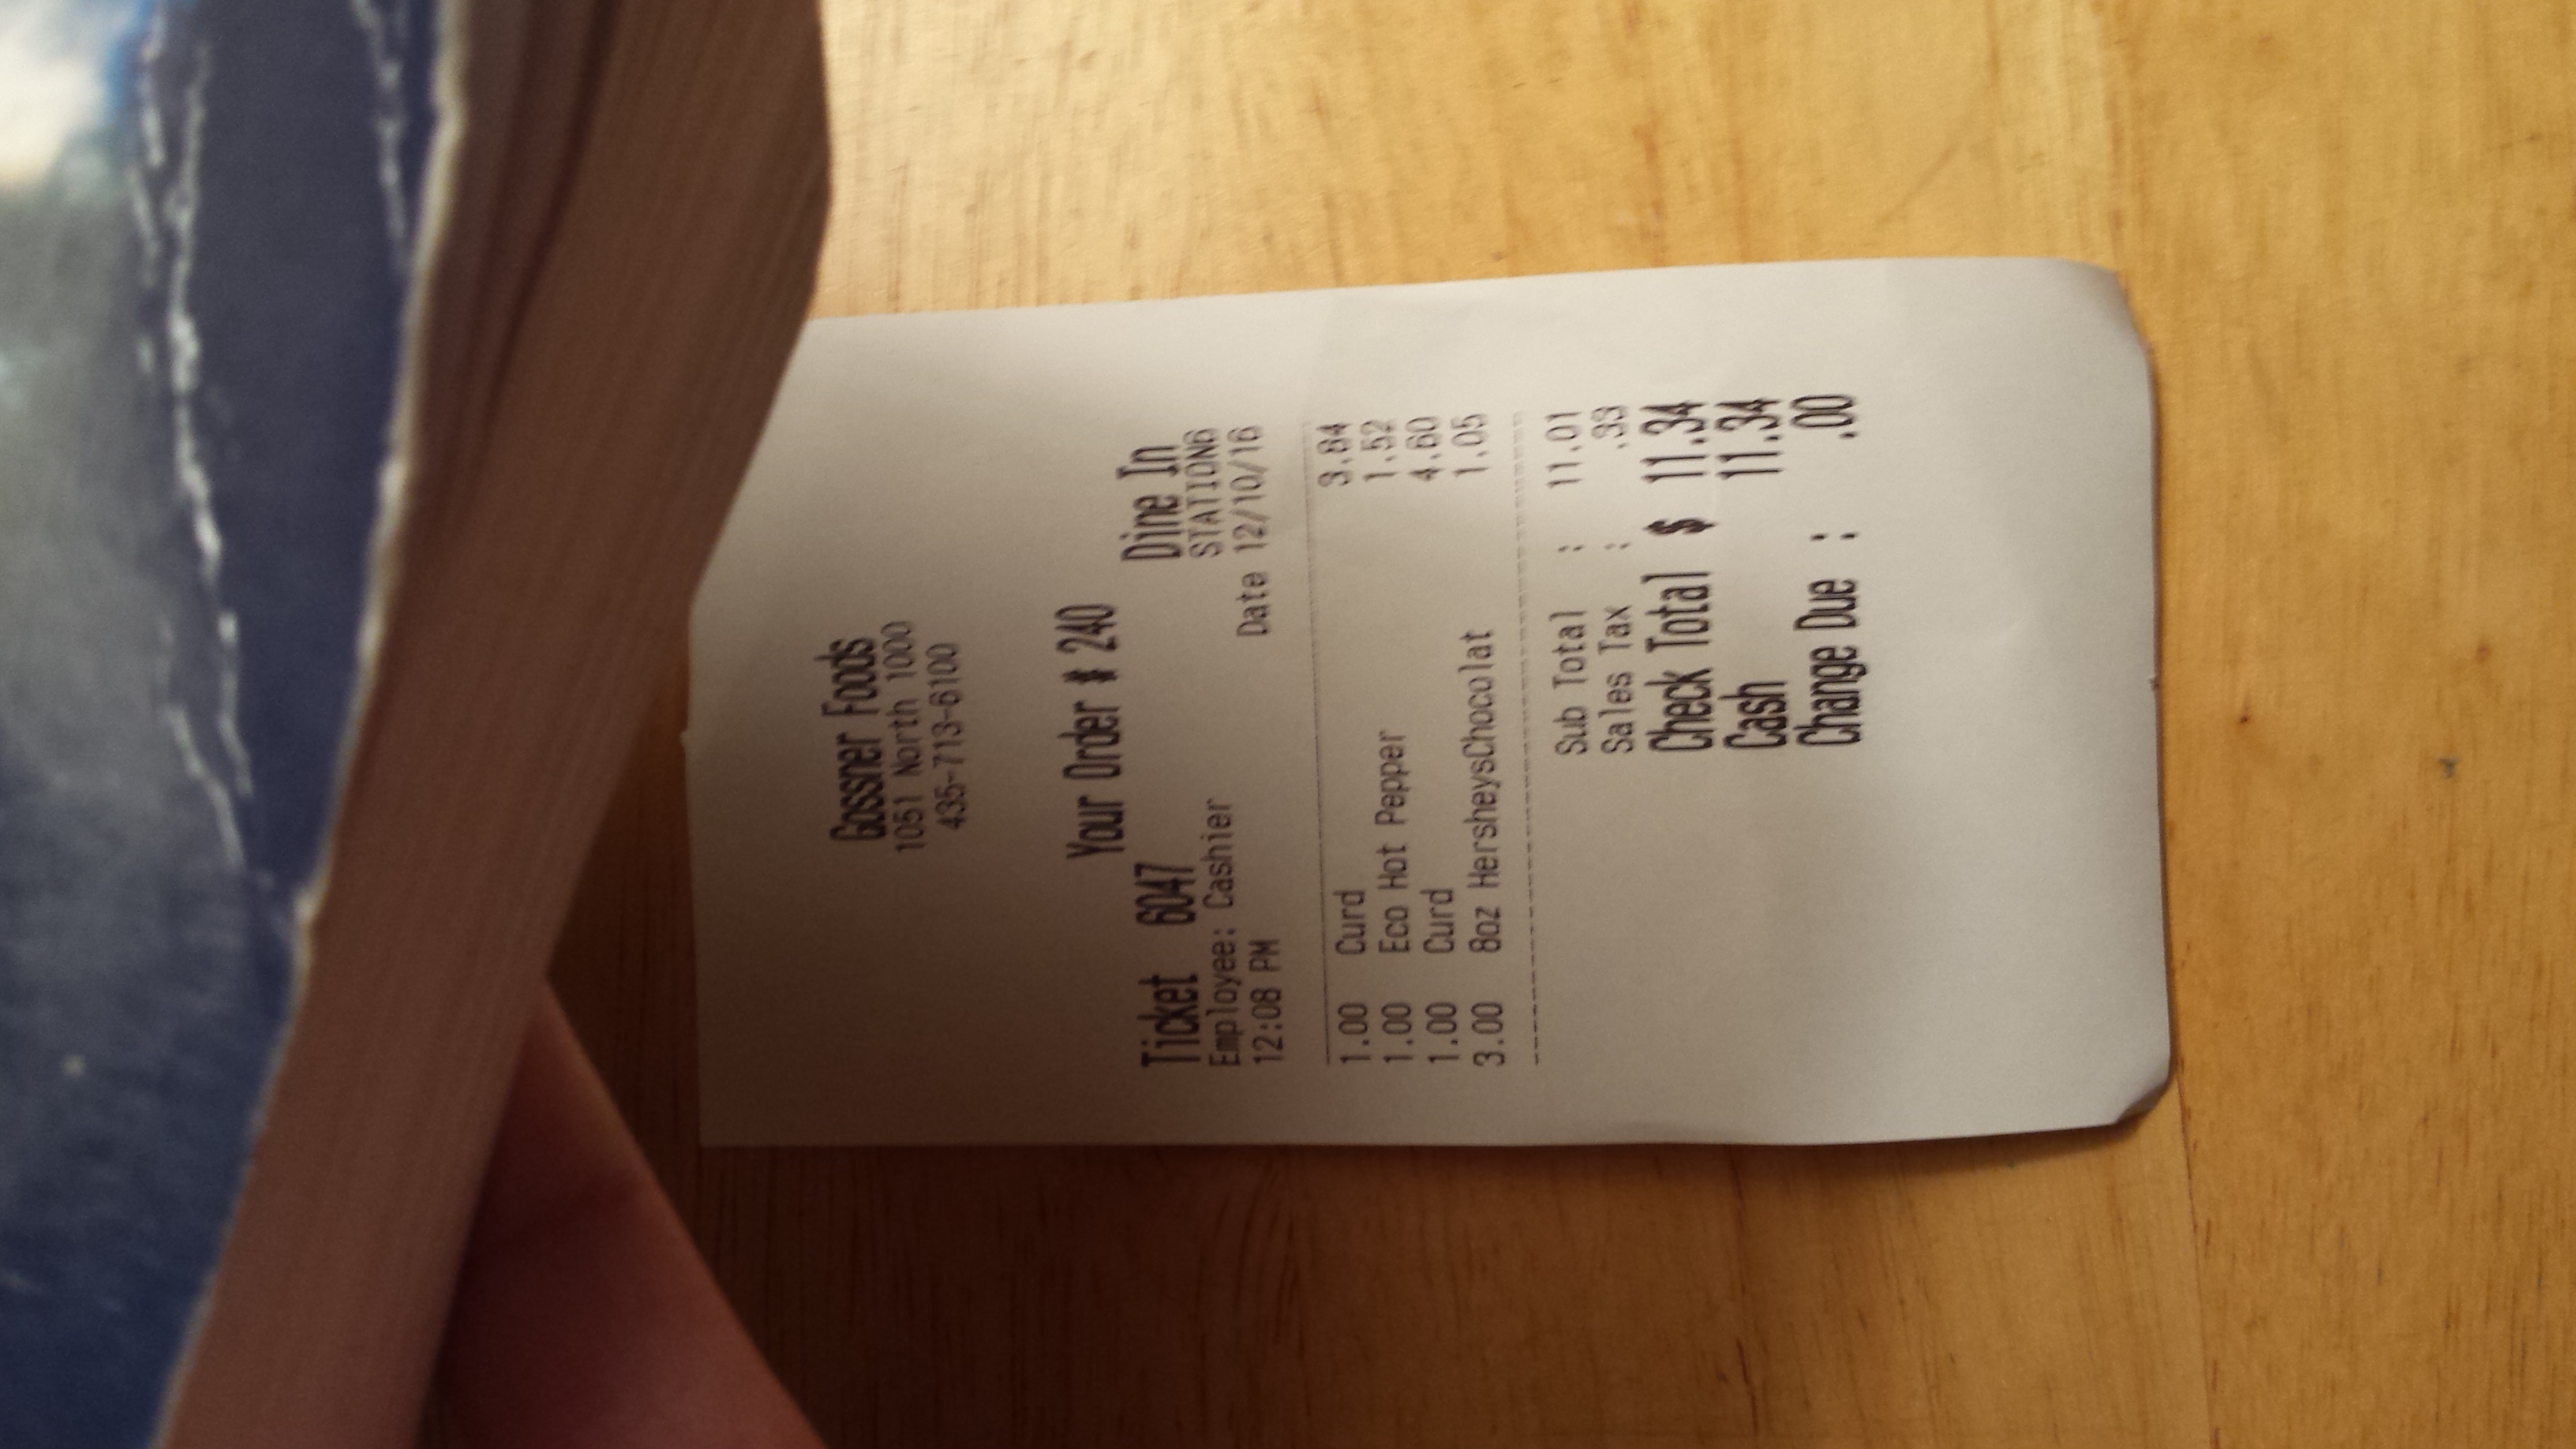 Gossner Foods
1051 North 1000
435-713-6100
Your Order # 240
Ticket 6047 Dine In
Employee: Cashier STATION6
12:08 PM Date 12/10/16
1.00 Curd 3.84
1.00 Eco Hot Pepper 1.52
1.00 Curd 4.60
3.00 8oz HersheysChocolat 1.05
Sub Total : 11.01
Sales Tax : .33
Check Total $ 11.34
Cash 11.34
Change Due : .00